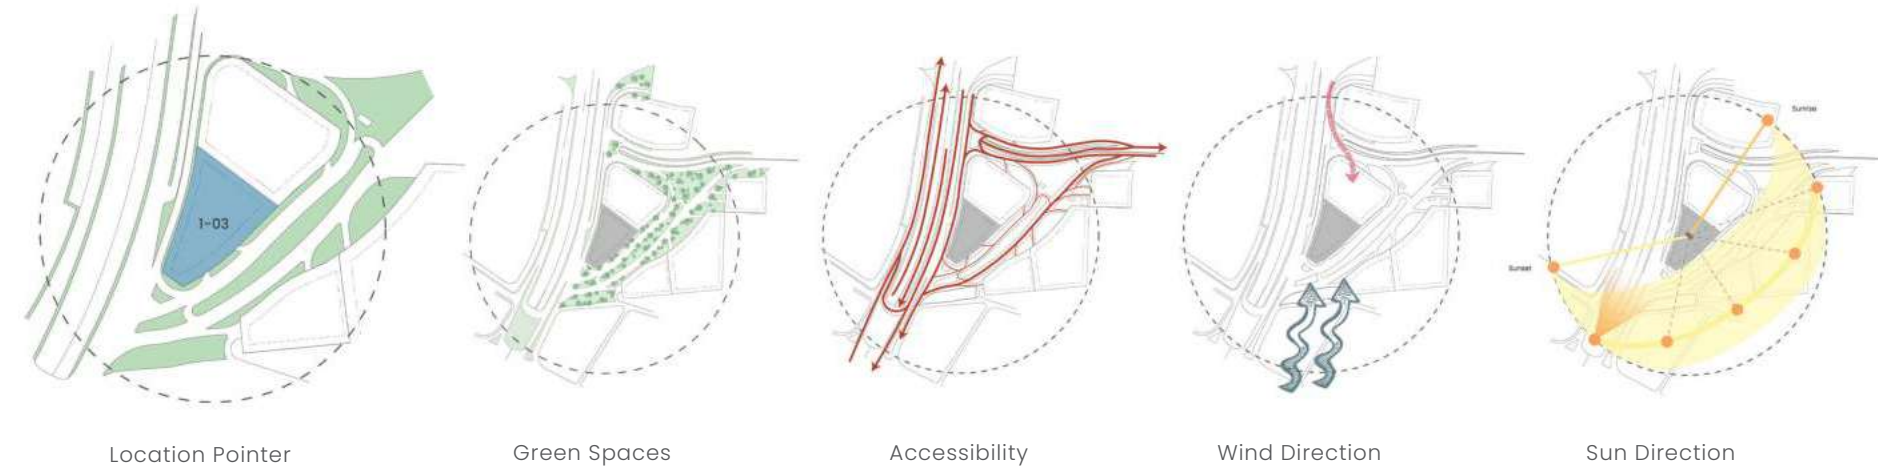 1-03
Sunrise
Sunset
Location Pointer
Green Spaces
Accessibility
Wind Direction
Sun Direction